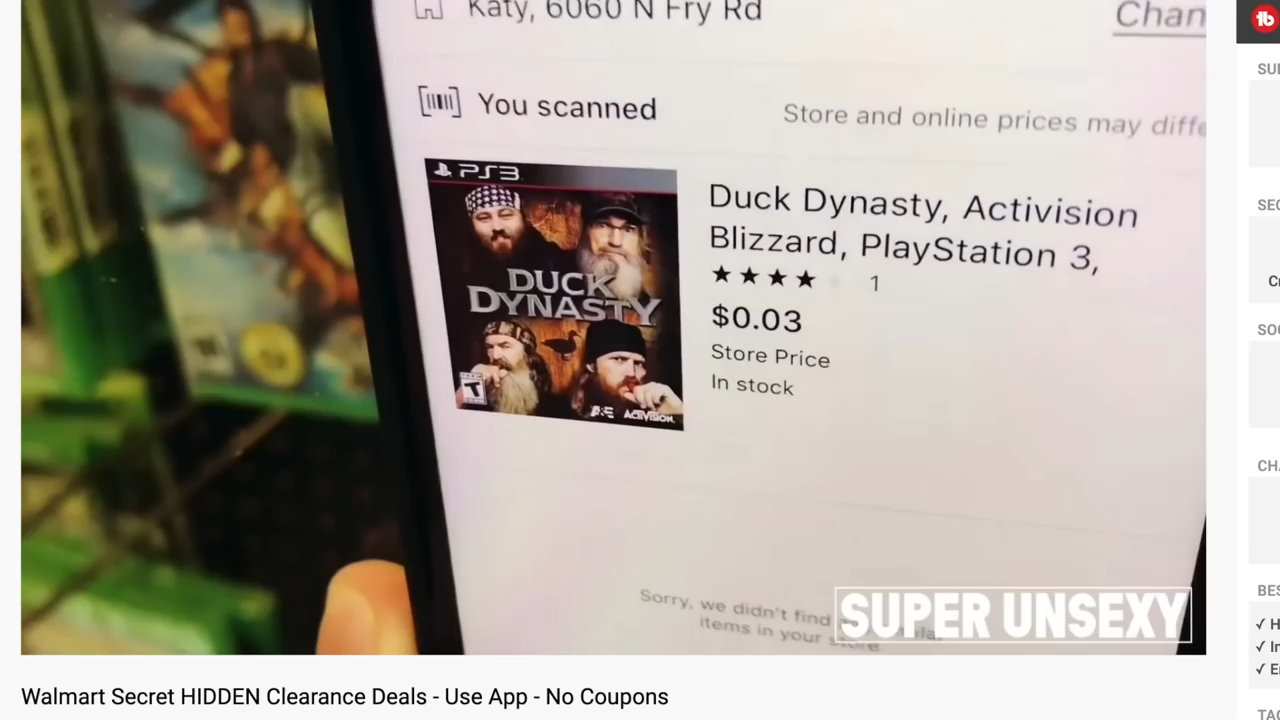 Katy, 6060 N Fry Rd
You scanned
Store and online prices may
PS3
DUCK
DYNASTY
T
A&E ACTIVISION.
Duck Dynasty, Activision
Blizzard, PlayStation 3,
1
$0.03
Store Price
In stock
Sorry, we didn't find
items in your store
SUPER UNSEXY
Walmart Secret HIDDEN Clearance Deals - Use App - No Coupons
tb